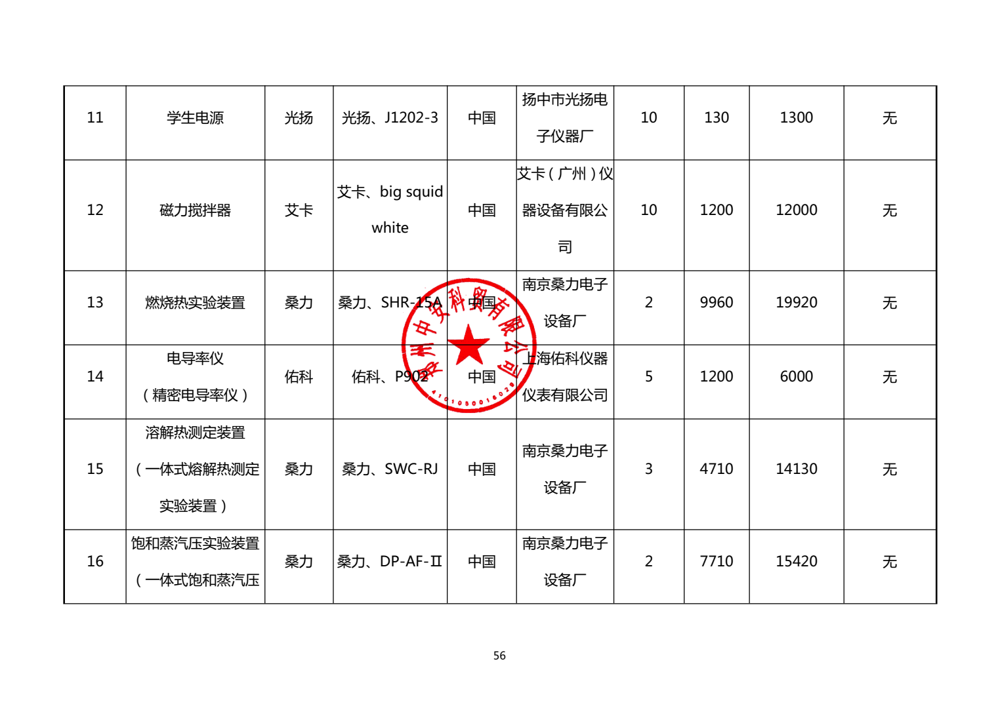 11 学生电源 光扬 光扬、J1202-3 中国 扬中市光扬电子仪器厂 10 130 1300 无
12 磁力搅拌器 艾卡 艾卡、big squid white 中国 艾卡（广州）仪器设备有限公司 10 1200 12000 无
13 燃烧热实验装置 桑力 桑力、SHR-15A 中国 南京桑力电子设备厂 2 9960 19920 无
14 电导率仪（精密电导率仪） 佑科 佑科、P902 中国 上海佑科仪器仪表有限公司 5 1200 6000 无
15 溶解热测定装置（一体式熔解热测定实验装置） 桑力 桑力、SWC-RJ 中国 南京桑力电子设备厂 3 4710 14130 无
16 饱和蒸汽压实验装置（一体式饱和蒸汽压 桑力 桑力、DP-AF-Ⅱ 中国 南京桑力电子设备厂 2 7710 15420 无
州中安科贸有限公司
4101050016029
56